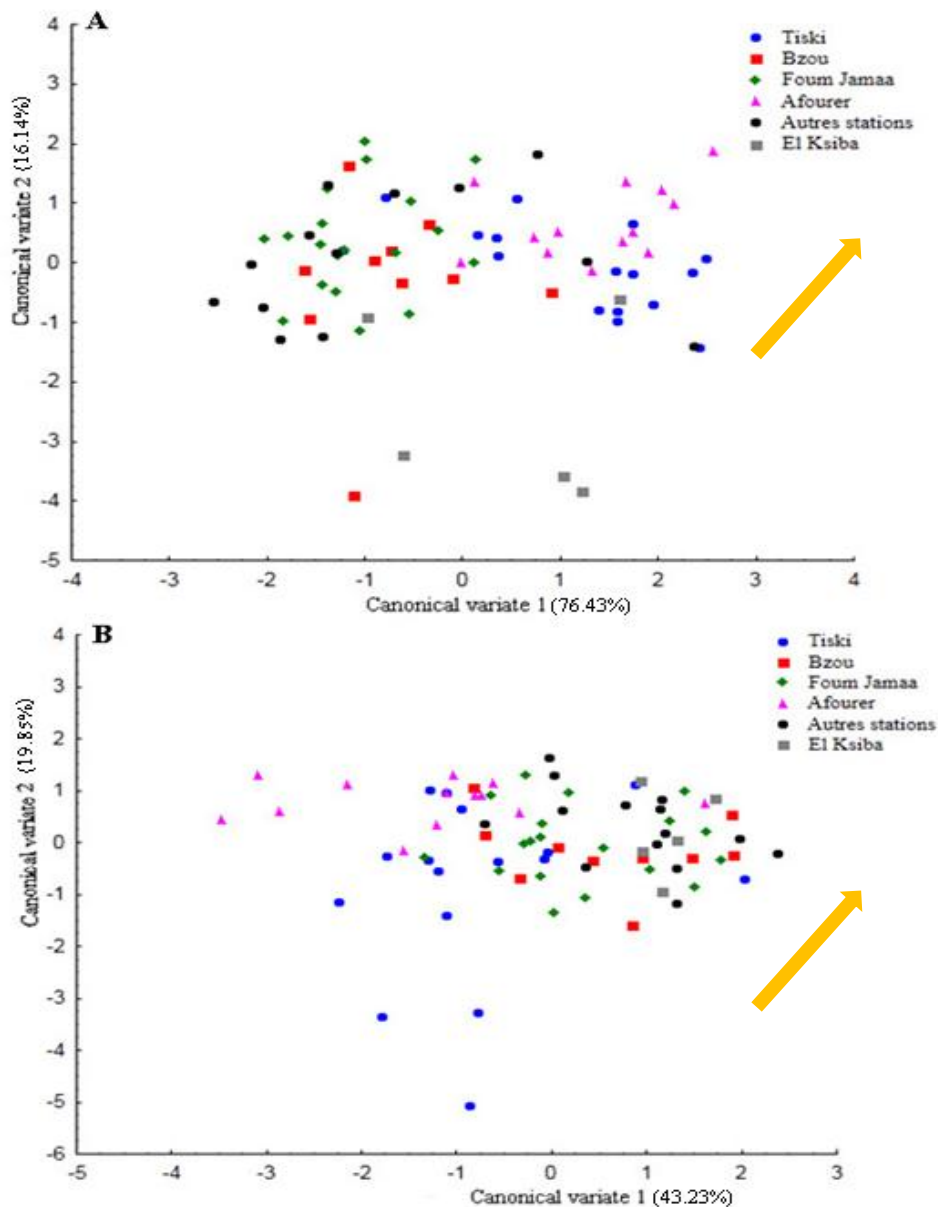 A
4
3
2
1
0
-1
-2
-3
-4
-5
Canonical variate 2 (16.14%)
Tiski
Bzou
Foum Jamaa
Afourer
Autres stations
El Ksiba
-4 -3 -2 -1 0 1 2 3 4
Canonical variate 1 (76.43%)
B
4
3
2
1
0
-1
-2
-3
-4
-5
-6
Canonical variate 2 (19.85%)
Tiski
Bzou
Foum Jamaa
Afourer
Autres stations
El Ksiba
-5 -4 -3 -2 -1 0 1 2 3
Canonical variate 1 (43.23%)